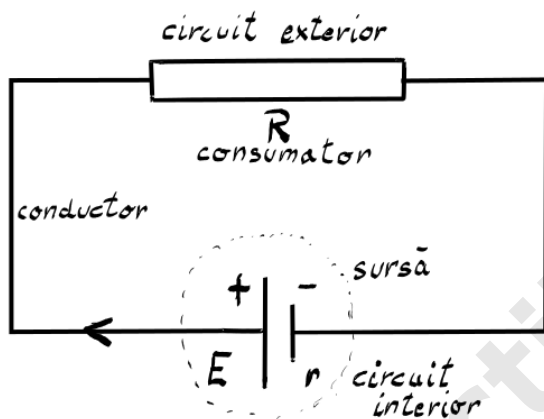 circuit exterior
R
consumator
conductor
sursă
+ -
E r circuit
interior